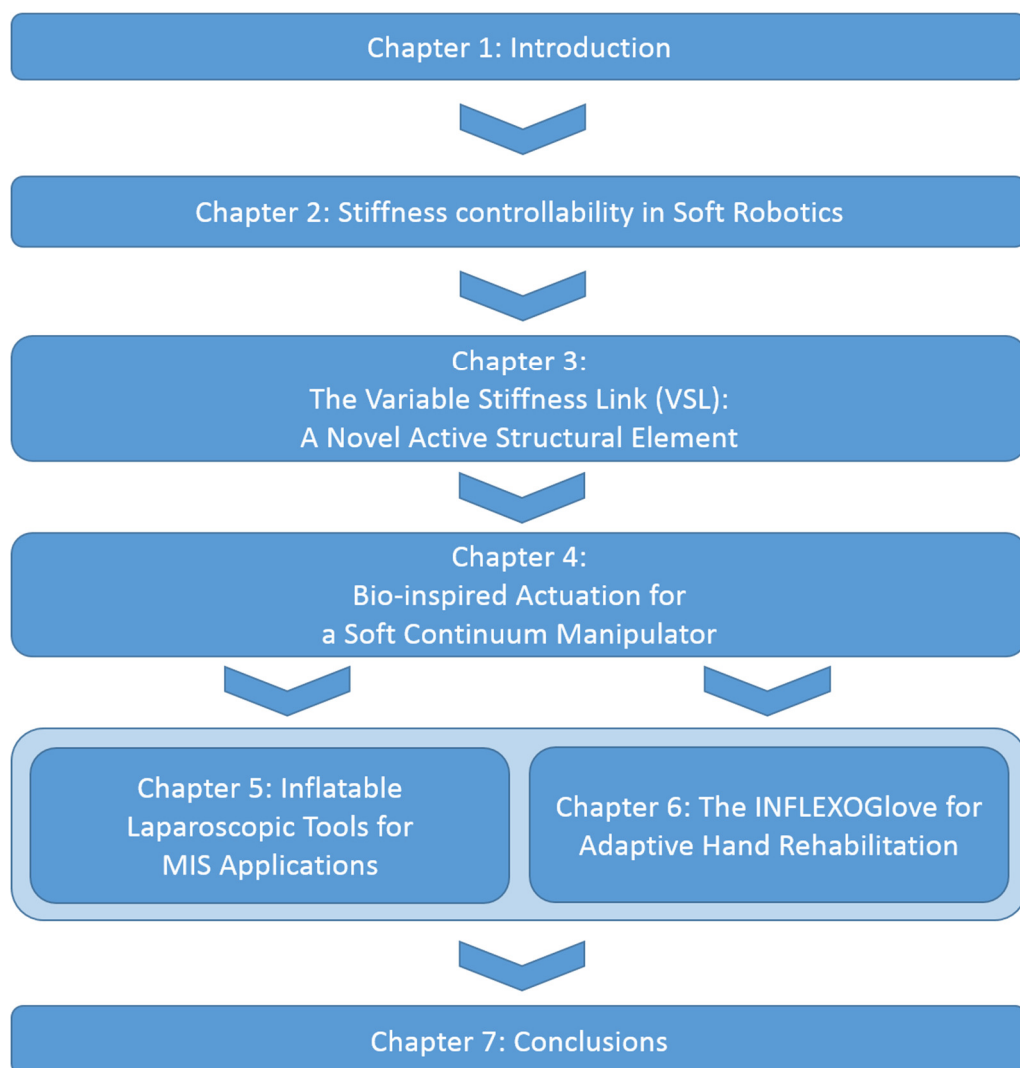 Chapter 1: Introduction
Chapter 2: Stiffness controllability in Soft Robotics
Chapter 3:
The Variable Stiffness Link (VSL):
A Novel Active Structural Element
Chapter 4:
Bio-inspired Actuation for
a Soft Continuum Manipulator
Chapter 5: Inflatable
Laparoscopic Tools for
MIS Applications
Chapter 6: The INFLEXOGlove for
Adaptive Hand Rehabilitation
Chapter 7: Conclusions